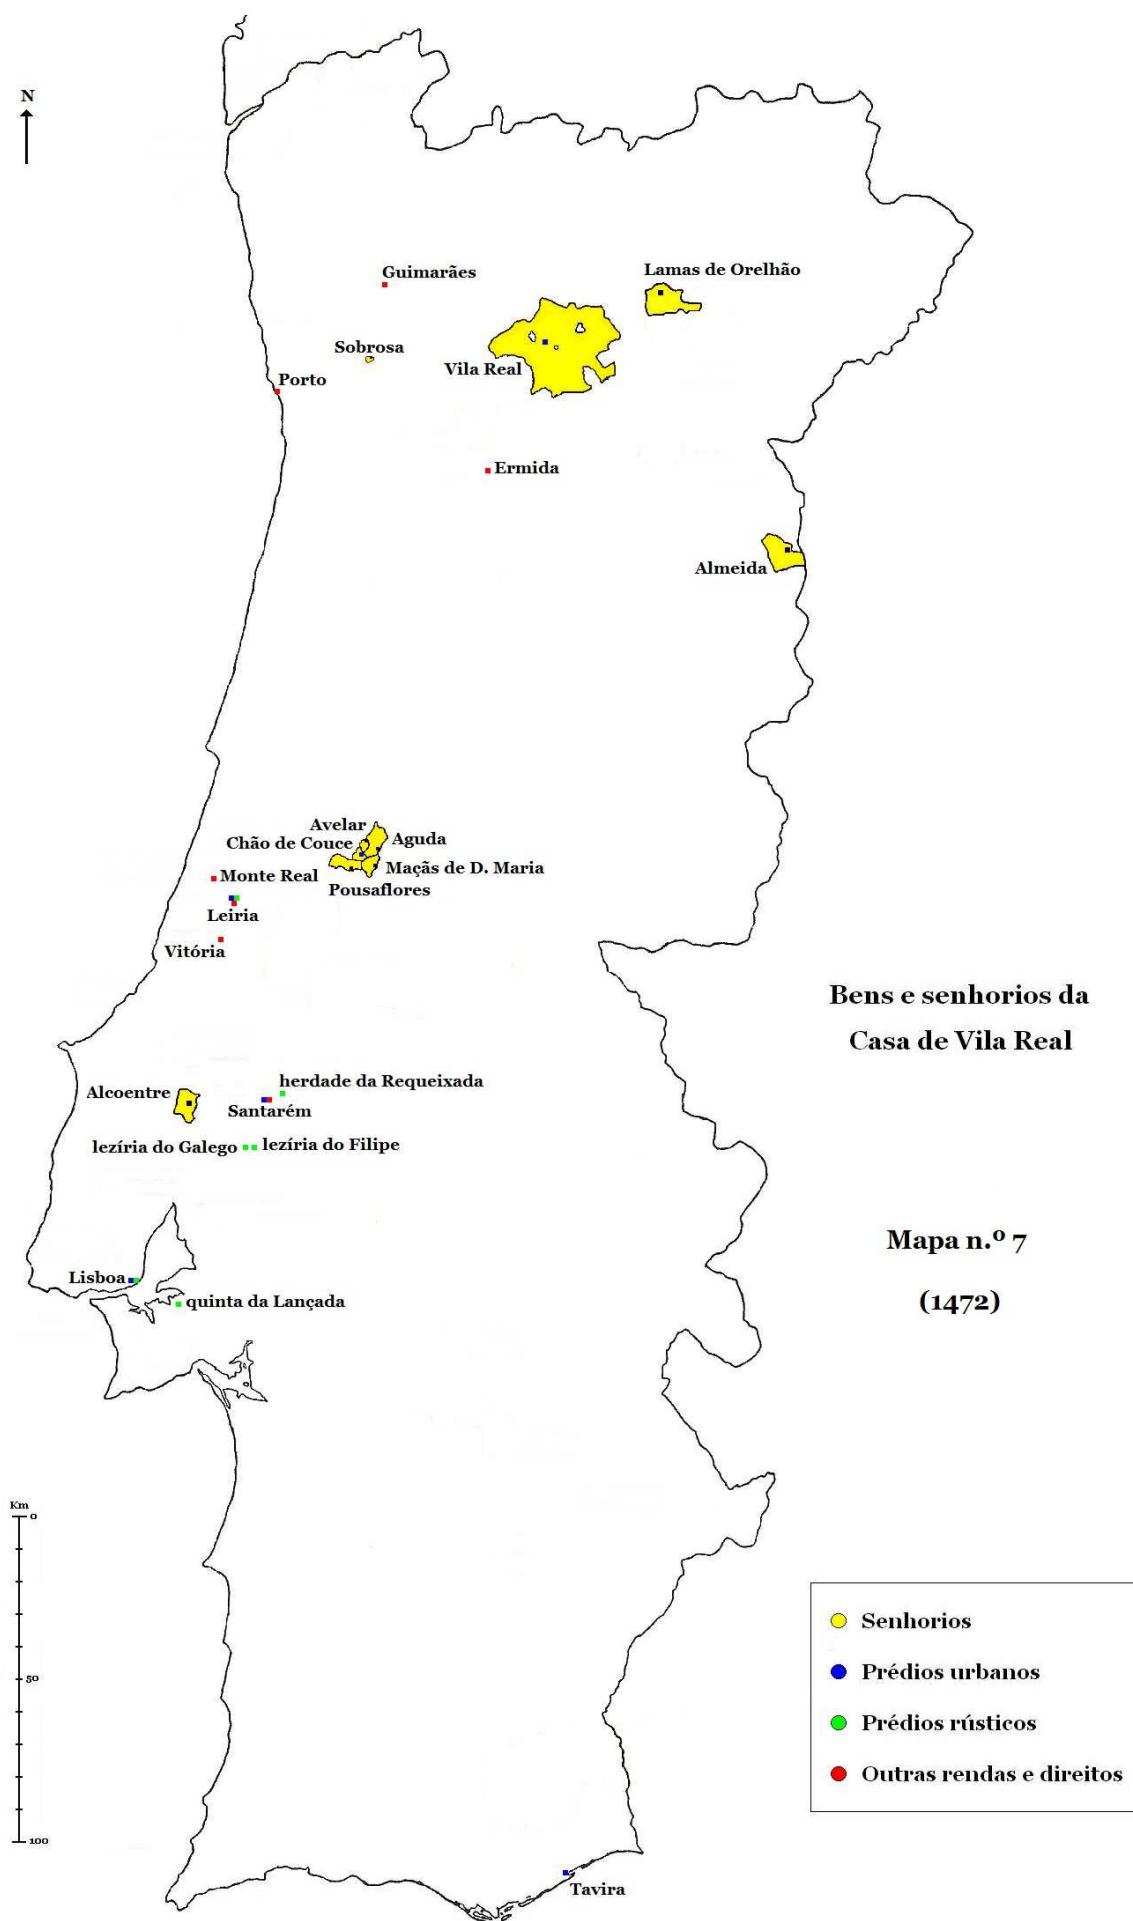 N
Guimarães
Lamas de Orelhão
Sobrosa
Vila Real
Porto
Ermida
Almeida
Avelar
Chão de Couce
Aguda
Maçãs de D. Maria
Pousaflores
Monte Real
Leiria
Vitória
Bens e senhorios da
Casa de Vila Real
herdade da Requeixada
Alcoentre
Santarém
lezíria do Galego
lezíria do Filipe
Mapa n.º 7
(1472)
Lisboa
quinta da Lançada
Km
0
50
100
Senhorios
Prédios urbanos
Prédios rústicos
Outras rendas e direitos
Tavira